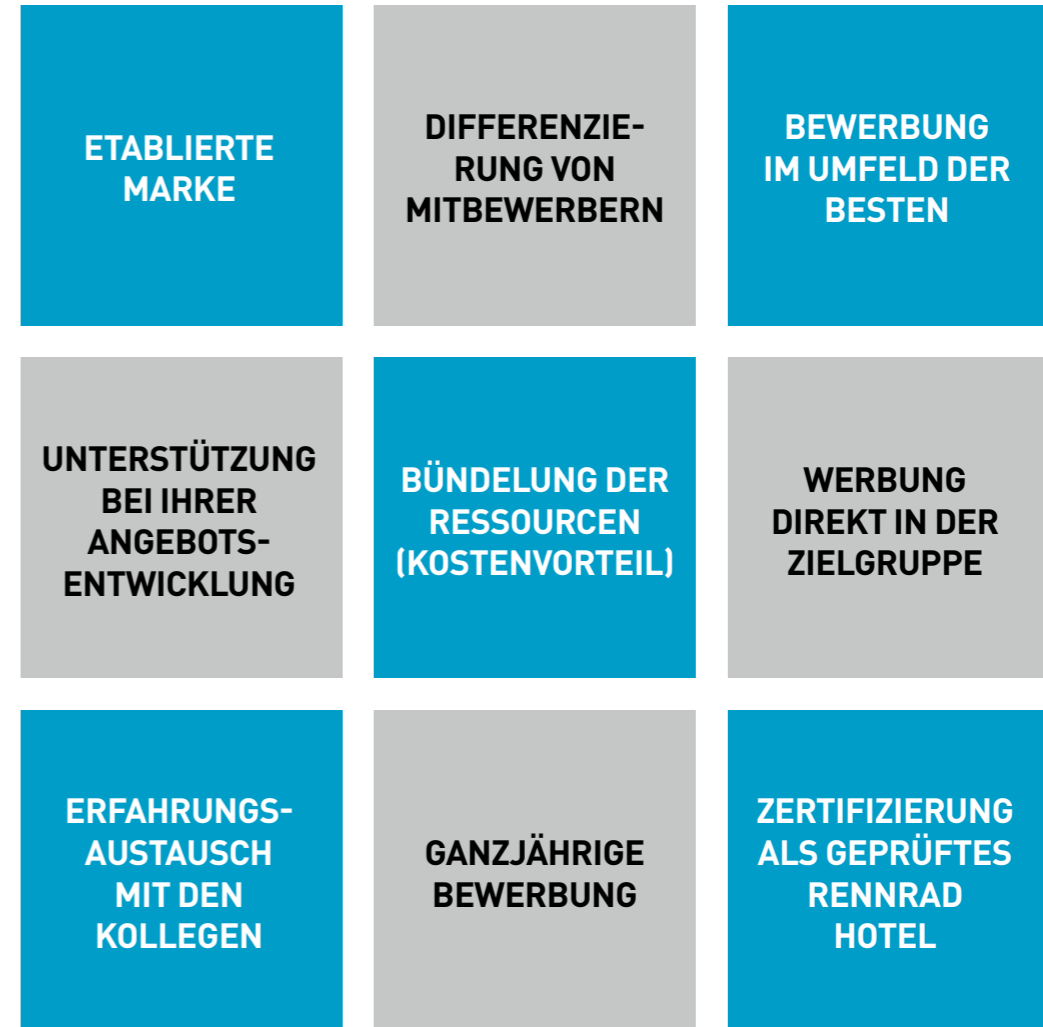 ETABLIERTE
MARKE
DIFFERENZIE-
RUNG VON
MITBEWERBERN
BEWERBUNG
IM UMFELD DER
BESTEN
UNTERSTÜTZUNG
BEI IHRER
ANGEBOTS-
ENTWICKLUNG
BÜNDELUNG DER
RESSOURCEN
(KOSTENVORTEIL)
WERBUNG
DIREKT IN DER
ZIELGRUPPE
ERFAHRUNGS-
AUSTAUSCH
MIT DEN
KOLLEGEN
GANZJÄHRIGE
BEWERBUNG
ZERTIFIZIERUNG
ALS GEPRÜFTES
RENNRAD
HOTEL